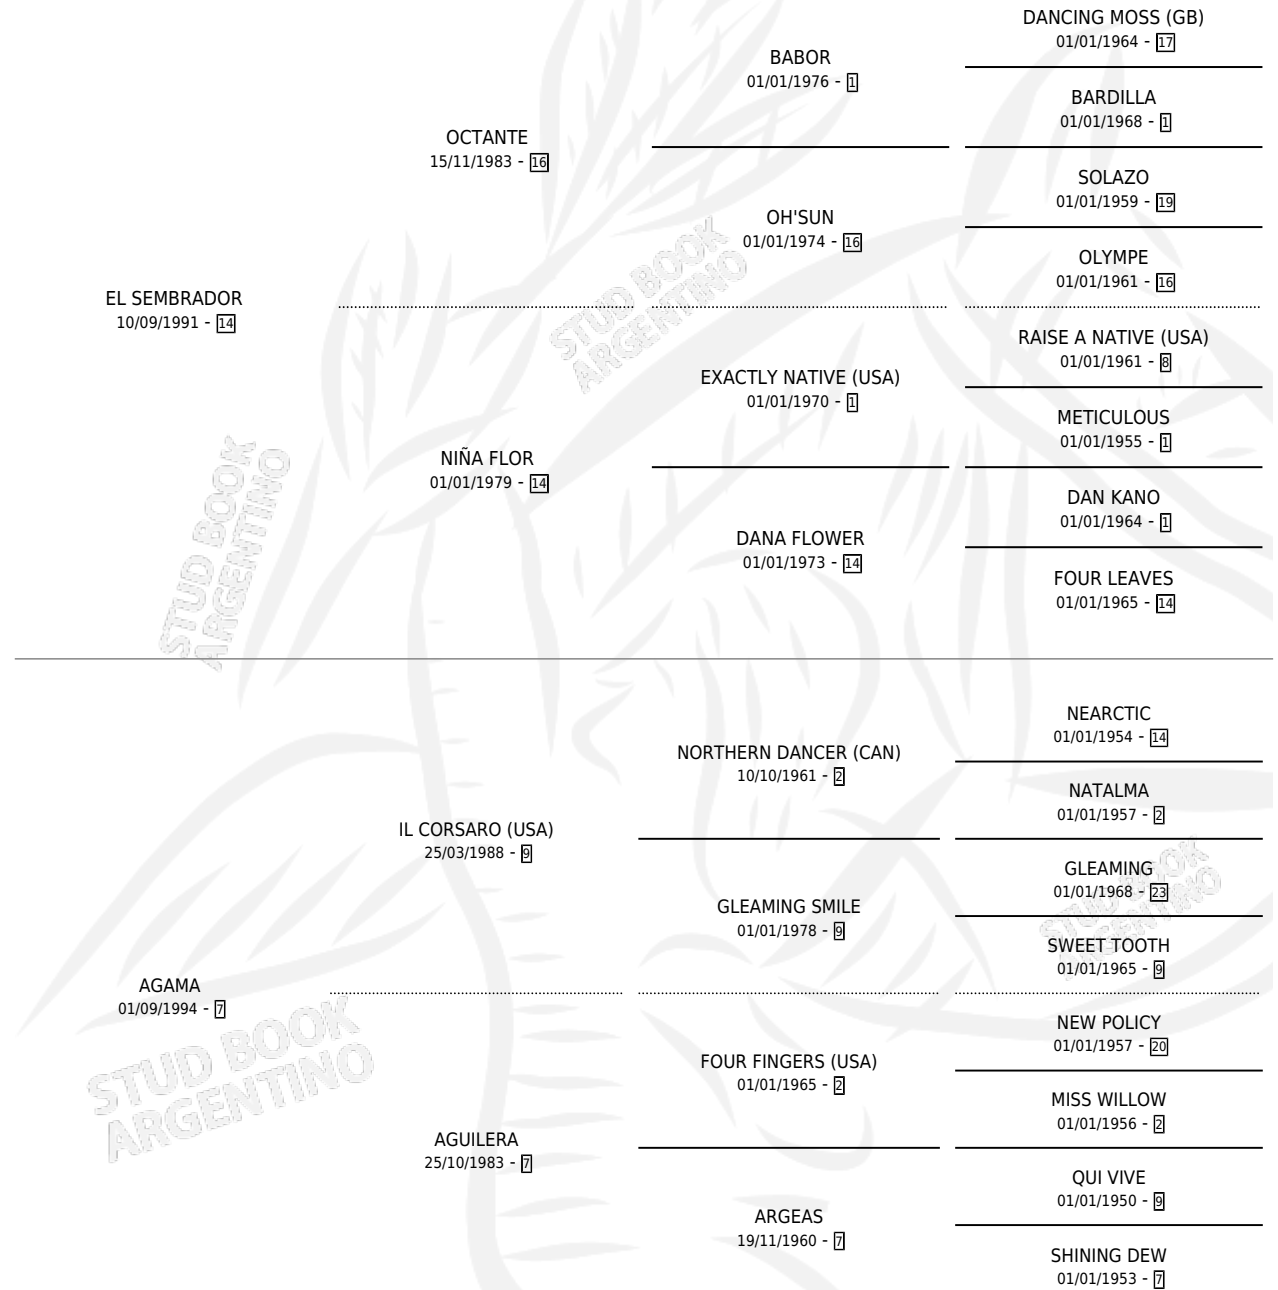 DANCING MOSS (GB)
01/01/1964 - 17
BABOR
01/01/1976 - 1
BARDILLA
01/01/1968 - 1
OCTANTE
15/11/1983 - 16
SOLAZO
01/01/1959 - 19
OH'SUN
01/01/1974 - 16
OLYMPE
01/01/1961 - 16
EL SEMBRADOR
10/09/1991 - 14
STUD BOOK
ARGENTINO
RAISE A NATIVE (USA)
01/01/1961 - 8
EXACTLY NATIVE (USA)
01/01/1970 - 1
METICULOUS
01/01/1955 - 1
NIÑA FLOR
01/01/1979 - 14
DAN KANO
01/01/1964 - 1
DANA FLOWER
01/01/1973 - 14
FOUR LEAVES
01/01/1965 - 14
STUD BOOK
ARGENTINO
NEARCTIC
01/01/1954 - 14
NORTHERN DANCER (CAN)
10/10/1961 - 2
NATALMA
01/01/1957 - 2
IL CORSARO (USA)
25/03/1988 - 9
GLEAMING
01/01/1968 - 23
GLEAMING SMILE
01/01/1978 - 9
SWEET TOOTH
01/01/1965 - 9
STUD BOOK
ARGENTINO
AGAMA
01/09/1994 - 7
NEW POLICY
01/01/1957 - 20
FOUR FINGERS (USA)
01/01/1965 - 2
MISS WILLOW
01/01/1956 - 2
STUD BOOK
ARGENTINO
AGUILERA
25/10/1983 - 7
QUI VIVE
01/01/1950 - 9
ARGEAS
19/11/1960 - 7
SHINING DEW
01/01/1953 - 7